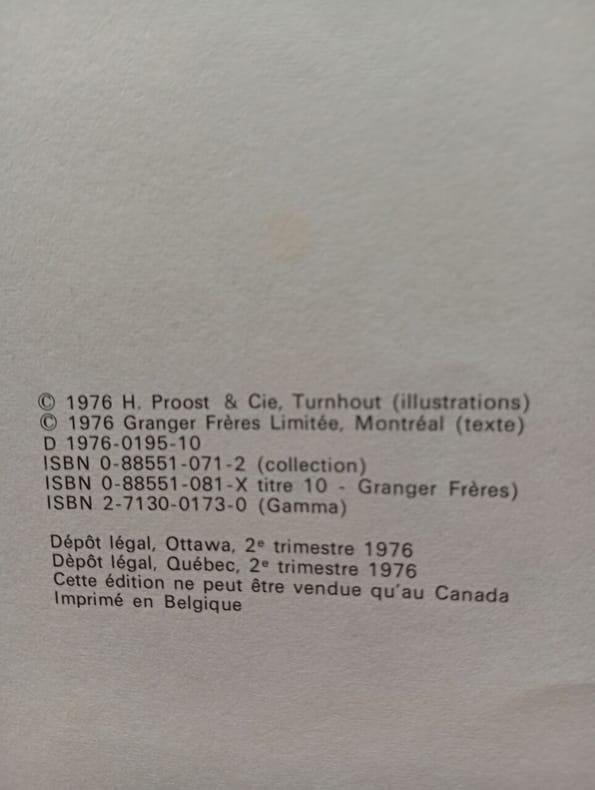 © 1976 H. Proost & Cie, Turnhout (illustrations)
© 1976 Granger Frères Limitée, Montréal (texte)
D 1976-0195-10
ISBN 0-88551-071-2 (collection)
ISBN 0-88551-081-X titre 10 - Granger Frères)
ISBN 2-7130-0173-0 (Gamma)
Dépôt légal, Ottawa, 2e trimestre 1976
Dèpôt légal, Québec, 2e trimestre 1976
Cette édition ne peut être vendue qu'au Canada
Imprimé en Belgique